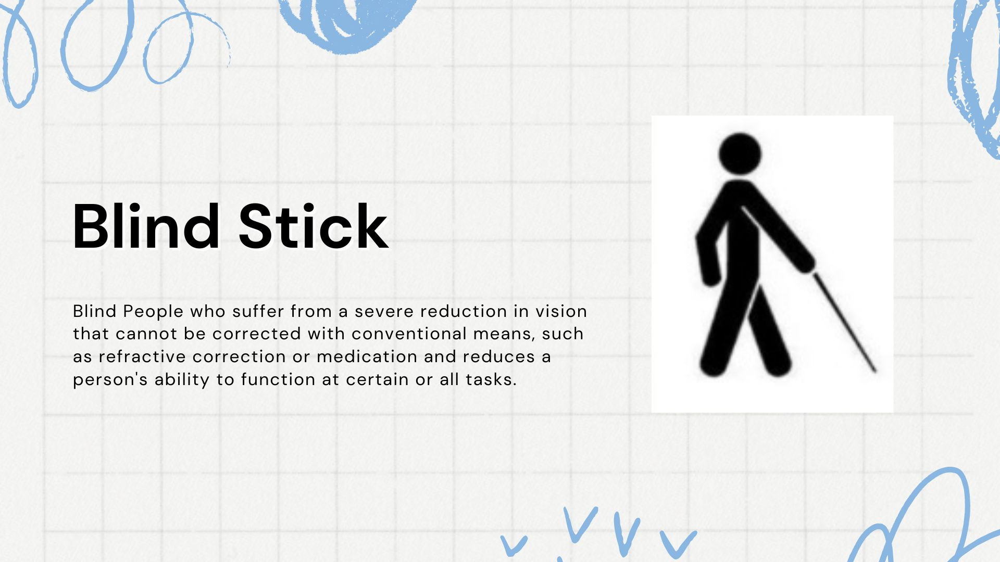 Blind Stick
Blind People who suffer from a severe reduction in vision
that cannot be corrected with conventional means, such
as refractive correction or medication and reduces a
person's ability to function at certain or all tasks.